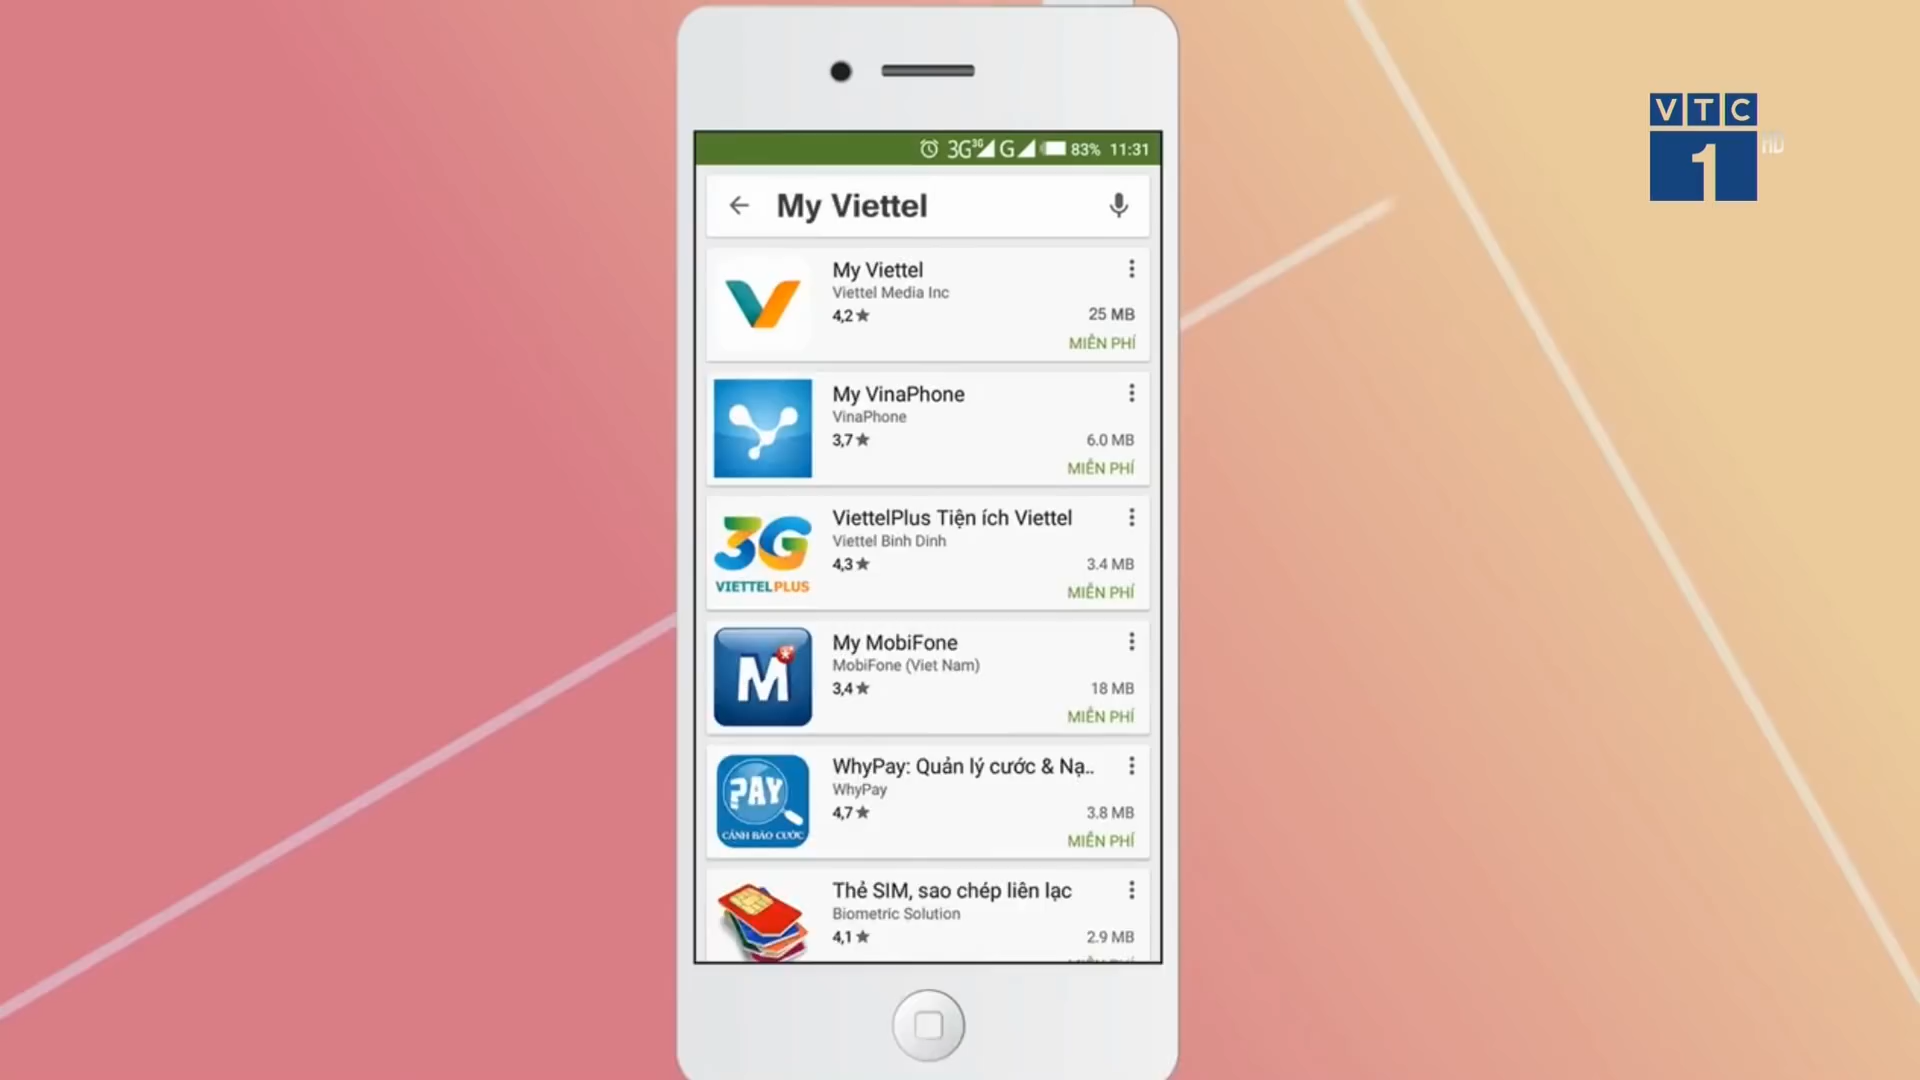 VTC
1
HD
3G 3G G 83% 11:31
My Viettel
My Viettel
Viettel Media Inc
4,2★
25 MB
MIỄN PHÍ
My VinaPhone
VinaPhone
3,7★
6.0 MB
MIỄN PHÍ
3G
VIETTELPLUS
ViettelPlus Tiện ích Viettel
Viettel Binh Dinh
4,3★
3.4 MB
MIỄN PHÍ
M
My MobiFone
MobiFone (Viet Nam)
3,4★
18 MB
MIỄN PHÍ
?PAY
CẢNH BÁO CƯỚC
WhyPay: Quản lý cước & Nạ..
WhyPay
4,7★
3.8 MB
MIỄN PHÍ
Thẻ SIM, sao chép liên lạc
Biometric Solution
4,1★
2.9 MB